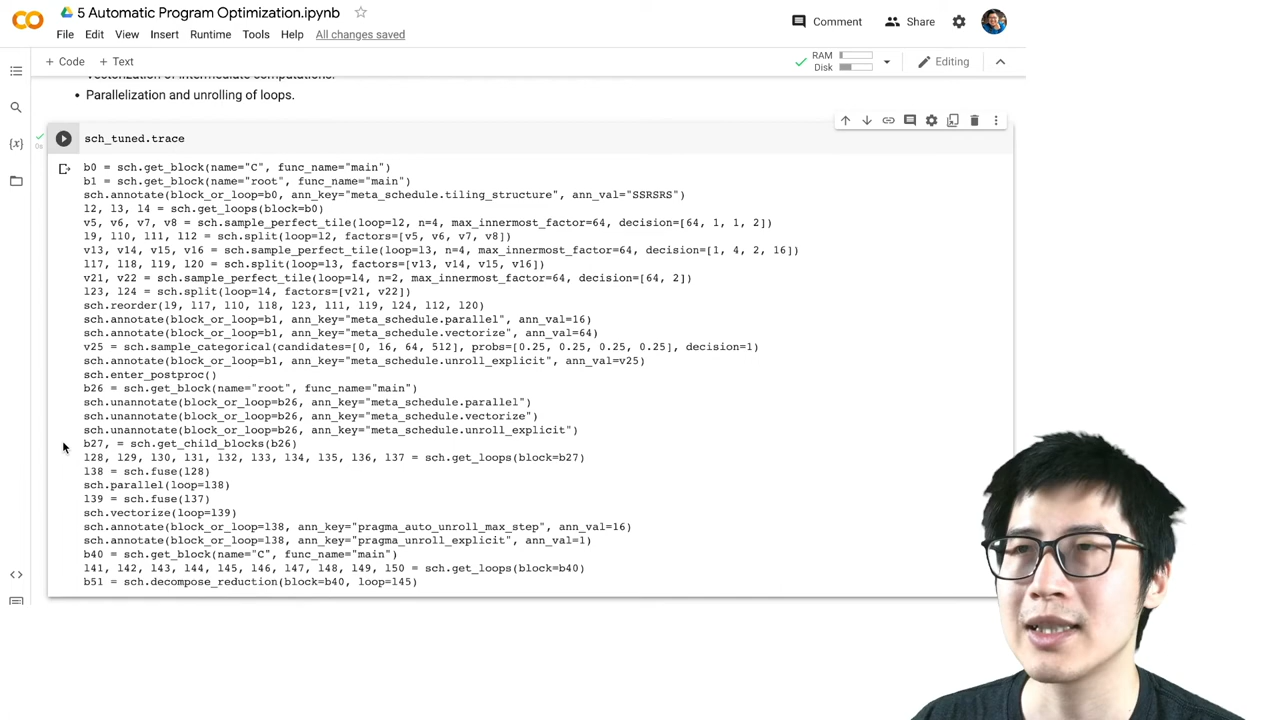 5 Automatic Program Optimization.ipynb
Comment
Share
File Edit View Insert Runtime Tools Help All changes saved
+ Code + Text
RAM
Disk
Editing
Vectorization of intermediate computations.
Parallelization and unrolling of loops.
sch_tuned.trace
0s
b0 = sch.get_block(name="C", func_name="main")
b1 = sch.get_block(name="root", func_name="main")
sch.annotate(block_or_loop=b0, ann_key="meta_schedule.tiling_structure", ann_val="SSRSRS")
l2, l3, l4 = sch.get_loops(block=b0)
v5, v6, v7, v8 = sch.sample_perfect_tile(loop=l2, n=4, max_innermost_factor=64, decision=[64, 1, 1, 2])
l9, l10, l11, l12 = sch.split(loop=l2, factors=[v5, v6, v7, v8])
v13, v14, v15, v16 = sch.sample_perfect_tile(loop=l3, n=4, max_innermost_factor=64, decision=[1, 4, 2, 16])
l17, l18, l19, l20 = sch.split(loop=l3, factors=[v13, v14, v15, v16])
v21, v22 = sch.sample_perfect_tile(loop=l4, n=2, max_innermost_factor=64, decision=[64, 2])
l23, l24 = sch.split(loop=l4, factors=[v21, v22])
sch.reorder(l9, l17, l10, l18, l23, l11, l19, l24, l12, l20)
sch.annotate(block_or_loop=b1, ann_key="meta_schedule.parallel", ann_val=16)
sch.annotate(block_or_loop=b1, ann_key="meta_schedule.vectorize", ann_val=64)
v25 = sch.sample_categorical(candidates=[0, 16, 64, 512], probs=[0.25, 0.25, 0.25, 0.25], decision=1)
sch.annotate(block_or_loop=b1, ann_key="meta_schedule.unroll_explicit", ann_val=v25)
sch.enter_postproc()
b26 = sch.get_block(name="root", func_name="main")
sch.unannotate(block_or_loop=b26, ann_key="meta_schedule.parallel")
sch.unannotate(block_or_loop=b26, ann_key="meta_schedule.vectorize")
sch.unannotate(block_or_loop=b26, ann_key="meta_schedule.unroll_explicit")
b27, = sch.get_child_blocks(b26)
l28, l29, l30, l31, l32, l33, l34, l35, l36, l37 = sch.get_loops(block=b27)
l38 = sch.fuse(l28)
sch.parallel(loop=l38)
l39 = sch.fuse(l37)
sch.vectorize(loop=l39)
sch.annotate(block_or_loop=l38, ann_key="pragma_auto_unroll_max_step", ann_val=16)
sch.annotate(block_or_loop=l38, ann_key="pragma_unroll_explicit", ann_val=1)
b40 = sch.get_block(name="C", func_name="main")
l41, l42, l43, l44, l45, l46, l47, l48, l49, l50 = sch.get_loops(block=b40)
b51 = sch.decompose_reduction(block=b40, loop=l45)